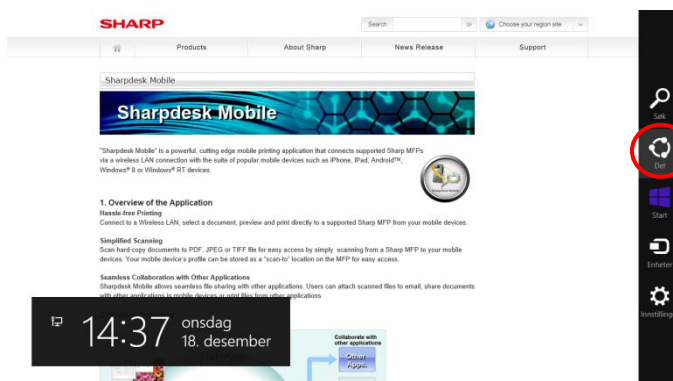 SHARP
Search
Choose your region site
Products
About Sharp
News Release
Support
Sharpdesk Mobile
Sharpdesk Mobile
"Sharpdesk Mobile" is a powerful, cutting edge mobile printing application that connects supported Sharp MFPs
via a wireless LAN connection with the suite of popular mobile devices such as iPhone, iPad, Android™,
Windows® 8 or Windows® RT devices.
1. Overview of the Application
Hassle-free Printing
Connect to a Wireless LAN, select a document, preview and print directly to a supported Sharp MFP from your mobile devices.
Simplified Scanning
Scan hard-copy documents to PDF, JPEG or TIFF file for easy access by simply scanning from a Sharp MFP to your mobile
devices. Your mobile device's profile can be stored as a "scan-to" location on the MFP for easy access.
Seamless Collaboration with Other Applications
Sharpdesk Mobile allows seamless file sharing with other applications. Users can attach scanned files to email, share documents
with other applications in mobile devices or print files from other applications
14:37
onsdag
18. desember
Collaborate with
other applications
Other
Apps.
Søk
Del
Start
Enheter
Innstillinge